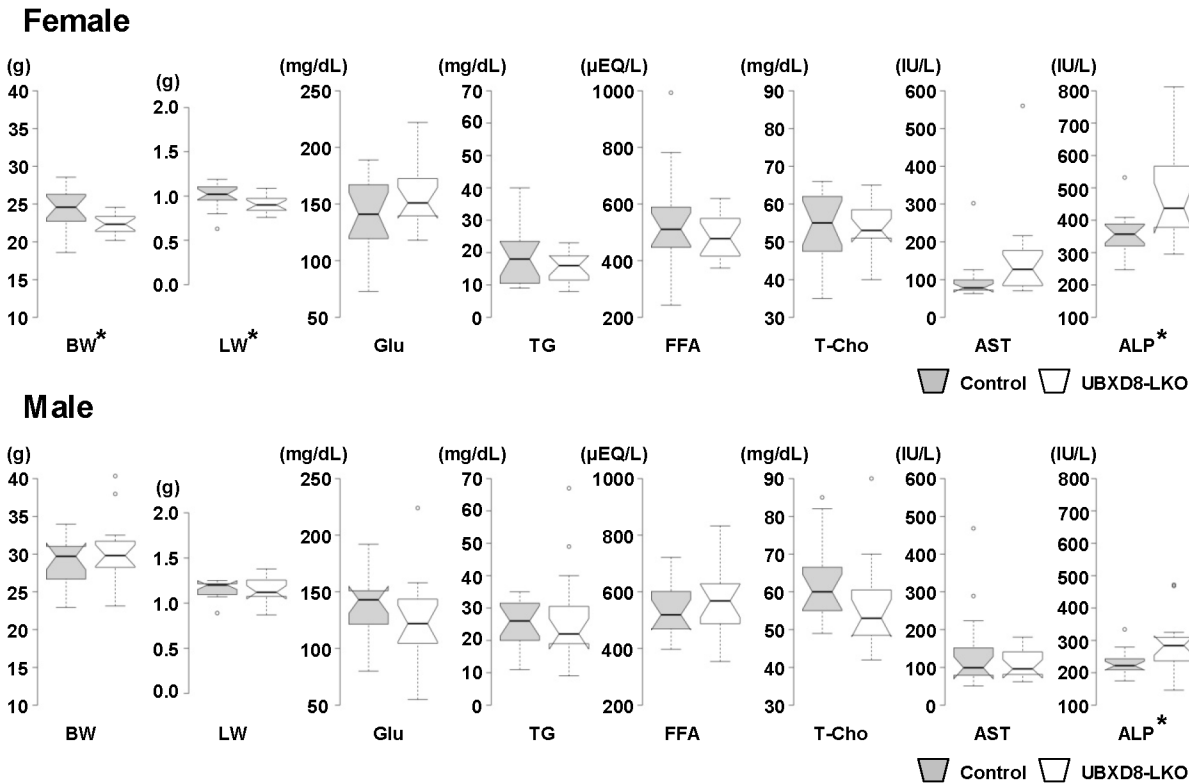 Female
(g) (g) (mg/dL) (mg/dL) (µEQ/L) (mg/dL) (IU/L) (IU/L)
40 2.0 250 70 1000 90 600 800
35 1.5 200 60 800 80 500 700
30 1.0 150 50 600 70 400 600
25 0.5 100 40 400 60 300 500
20 0.0 50 30 200 50 200 400
15 20 40 100 300
10 10 30 0 200
0 100
BW* LW* Glu TG FFA T-Cho AST ALP*
Control UBXD8-LKO
Male
(g) (g) (mg/dL) (mg/dL) (µEQ/L) (mg/dL) (IU/L) (IU/L)
40 2.0 250 70 1000 90 600 800
35 1.5 200 60 800 80 500 700
30 1.0 150 50 600 70 400 600
25 0.5 100 40 400 60 300 500
20 0.0 50 30 200 50 200 400
15 20 40 100 300
10 10 30 0 200
0 100
BW LW Glu TG FFA T-Cho AST ALP*
Control UBXD8-LKO